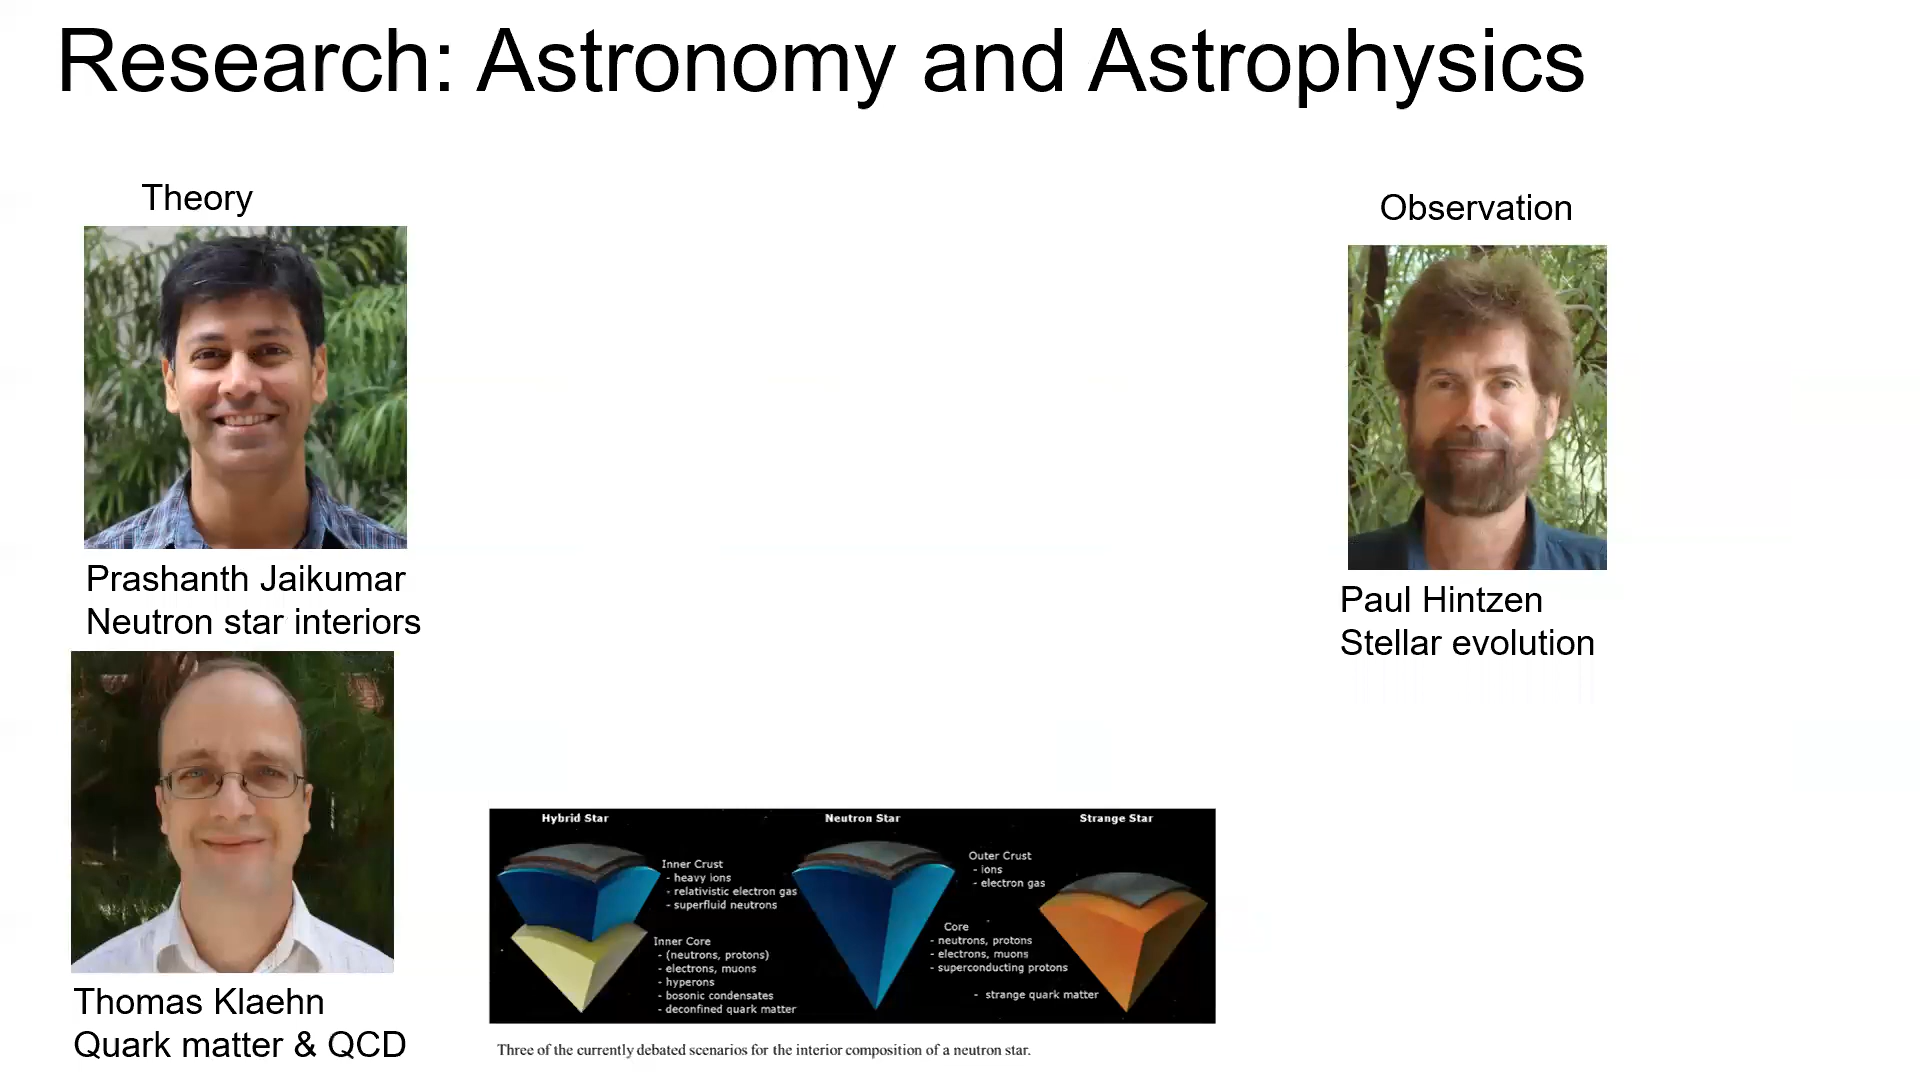 Research: Astronomy and Astrophysics
Theory
Prashanth Jaikumar
Neutron star interiors
Thomas Klaehn
Quark matter & QCD
Observation
Paul Hintzen
Stellar evolution
Hybrid Star
Inner Crust
- heavy ions
- relativistic electron gas
- superfluid neutrons
Inner Core
- (neutrons, protons)
- electrons, muons
- hyperons
- bosonic condensates
- deconfined quark matter
Neutron Star
Outer Crust
- ions
- electron gas
Core
- neutrons, protons
- electrons, muons
- superconducting protons
Strange Star
- strange quark matter
Three of the currently debated scenarios for the interior composition of a neutron star.